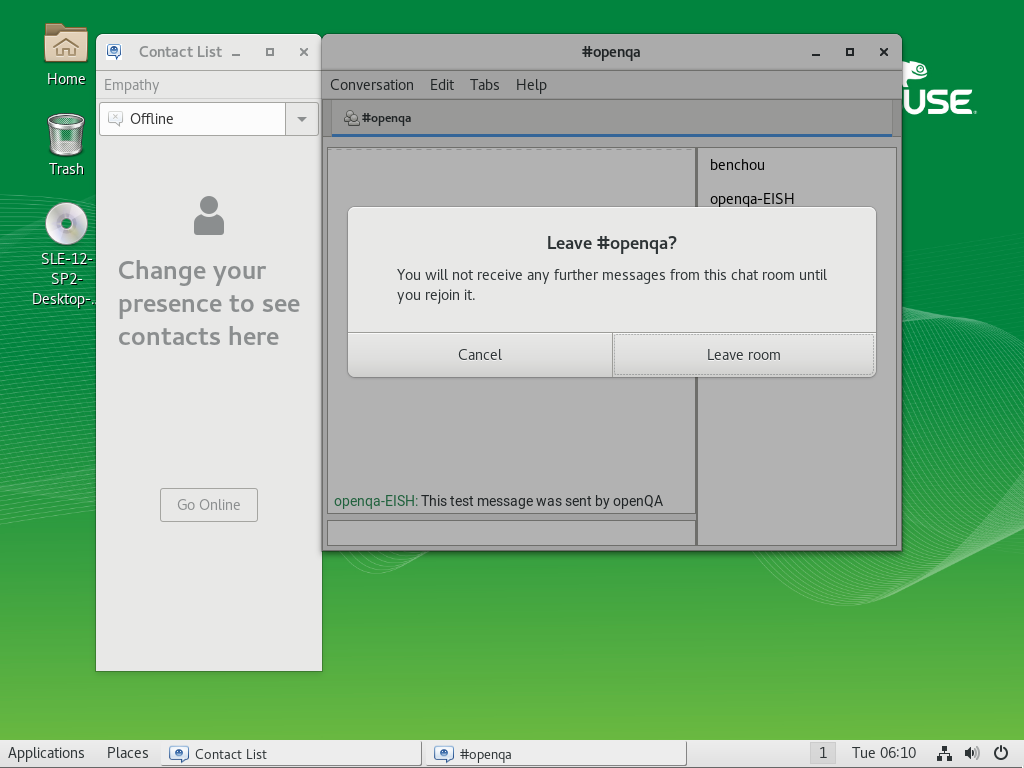 Home
Trash
SLE-12-
SP2-
Desktop-...
Contact List
Empathy
Offline
Change your
presence to see
contacts here
Go Online
#openqa
Conversation Edit Tabs Help
#openqa
benchou
openqa-EISH
Leave #openqa?
You will not receive any further messages from this chat room until
you rejoin it.
Cancel Leave room
openqa-EISH: This test message was sent by openQA
USE
Applications Places Contact List #openqa 1 Tue 06:10